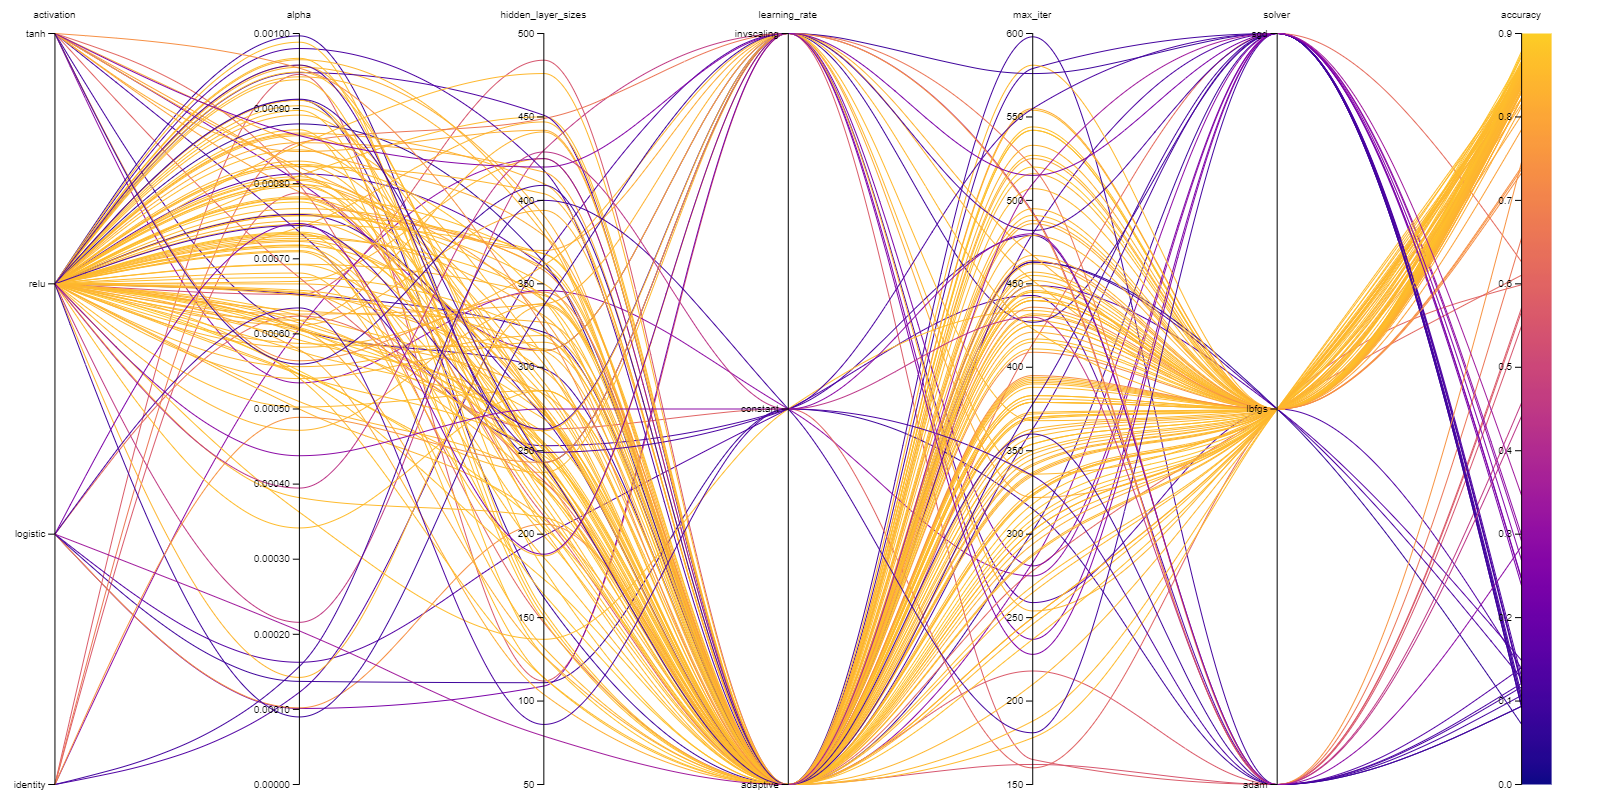 activation alpha hidden_layer_sizes learning_rate max_iter solver accuracy
tanh 0.00100 500 invscaling 600 sgd 0.9
0.00090 450 550 0.8
0.00080 400 500 0.7
relu 0.00070 350 450 0.6
0.00060 300 400 0.5
0.00050 constant lbfgs
0.00040 250 350 0.4
logistic 0.00030 200 300 0.3
0.00020 150 250 0.2
0.00010 100 200 0.1
identity 0.00000 50 adaptive 150 adam 0.0